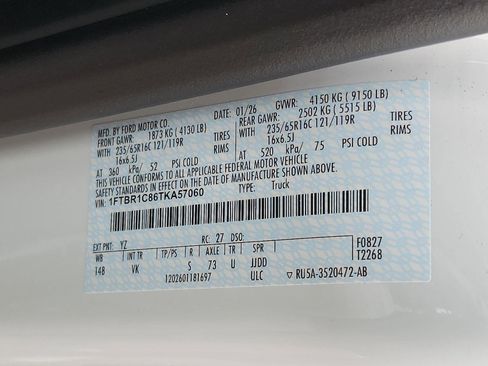 MFD. BY FORD MOTOR CO. 01/26 GVWR: 4150 KG ( 9150 LB)
FRONT GAWR: 1873 KG ( 4130 LB) REAR GAWR: 2502 KG ( 5515 LB)
WITH 235/65R16C 121/119R TIRES WITH 235/65R16C 121/119R TIRES
16x6.5J RIMS 16x6.5J RIMS
AT 360 kPa/ 52 PSI COLD AT 520 kPa/ 75 PSI COLD
THIS VEHICLE CONFORMS TO ALL APPLICABLE FEDERAL MOTOR VEHICLE
SAFETY STANDARDS IN EFFECT ON THE DATE OF MANUFACTURE SHOWN ABOVE.
VIN: 1FTBR1C86TKA57060 TYPE: Truck
EXT PNT: YZ RC: 27 DSO: F0827
WB INT TR TP/PS R AXLE TR SPR T2268
T48 VK S 73 U JJDD
1202601181697 ULC RU5A-3520472-AB